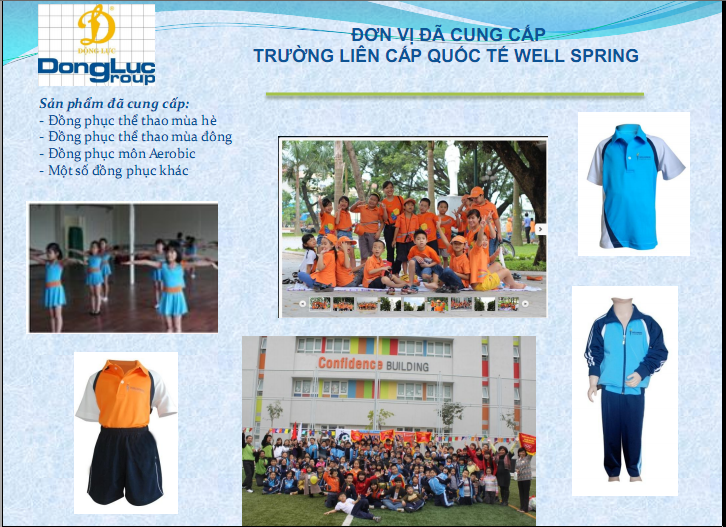 Đ
ĐỘNG LỰC
DongLuc
Group
ĐƠN VỊ ĐÃ CUNG CẤP
TRƯỜNG LIÊN CẤP QUỐC TẾ WELL SPRING
Sản phẩm đã cung cấp:
- Đồng phục thể thao mùa hè
- Đồng phục thể thao mùa đông
- Đồng phục môn Aerobic
- Một số đồng phục khác
Confidence BUILDING